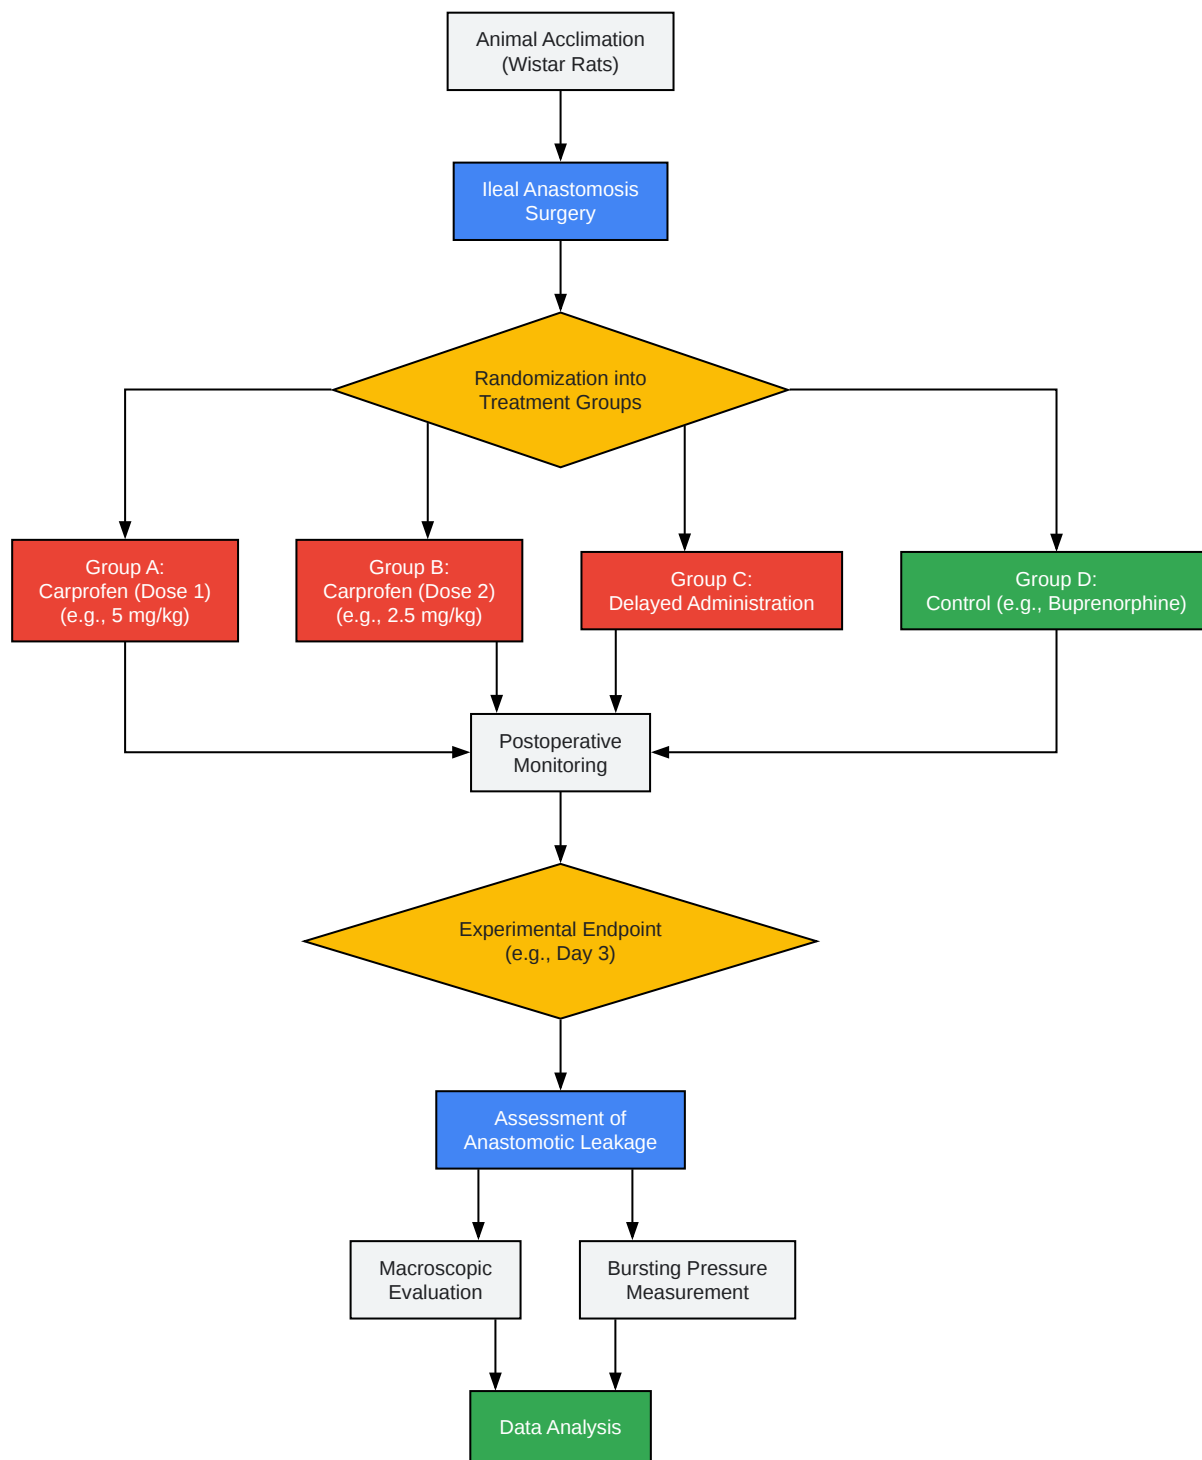 Animal Acclimation
(Wistar Rats)
Ileal Anastomosis
Surgery
Randomization into
Treatment Groups
Group A:
Carprofen (Dose 1)
(e.g., 5 mg/kg)
Group B:
Carprofen (Dose 2)
(e.g., 2.5 mg/kg)
Group C:
Delayed Administration
Group D:
Control (e.g., Buprenorphine)
Postoperative
Monitoring
Experimental Endpoint
(e.g., Day 3)
Assessment of
Anastomotic Leakage
Macroscopic
Evaluation
Bursting Pressure
Measurement
Data Analysis